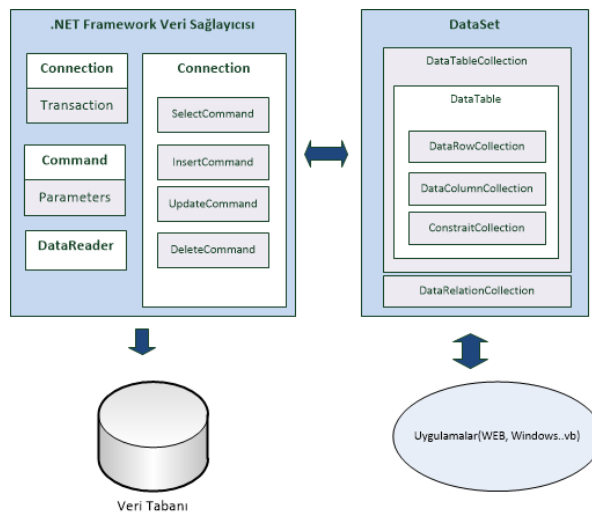 .NET Framework Veri Sağlayıcısı
Connection
Transaction
Command
Parameters
DataReader
Connection
SelectCommand
InsertCommand
UpdateCommand
DeleteCommand
DataSet
DataTableCollection
DataTable
DataRowCollection
DataColumnCollection
ConstraitCollection
DataRelationCollection
Veri Tabanı
Uygulamalar(WEB, Windows..vb)